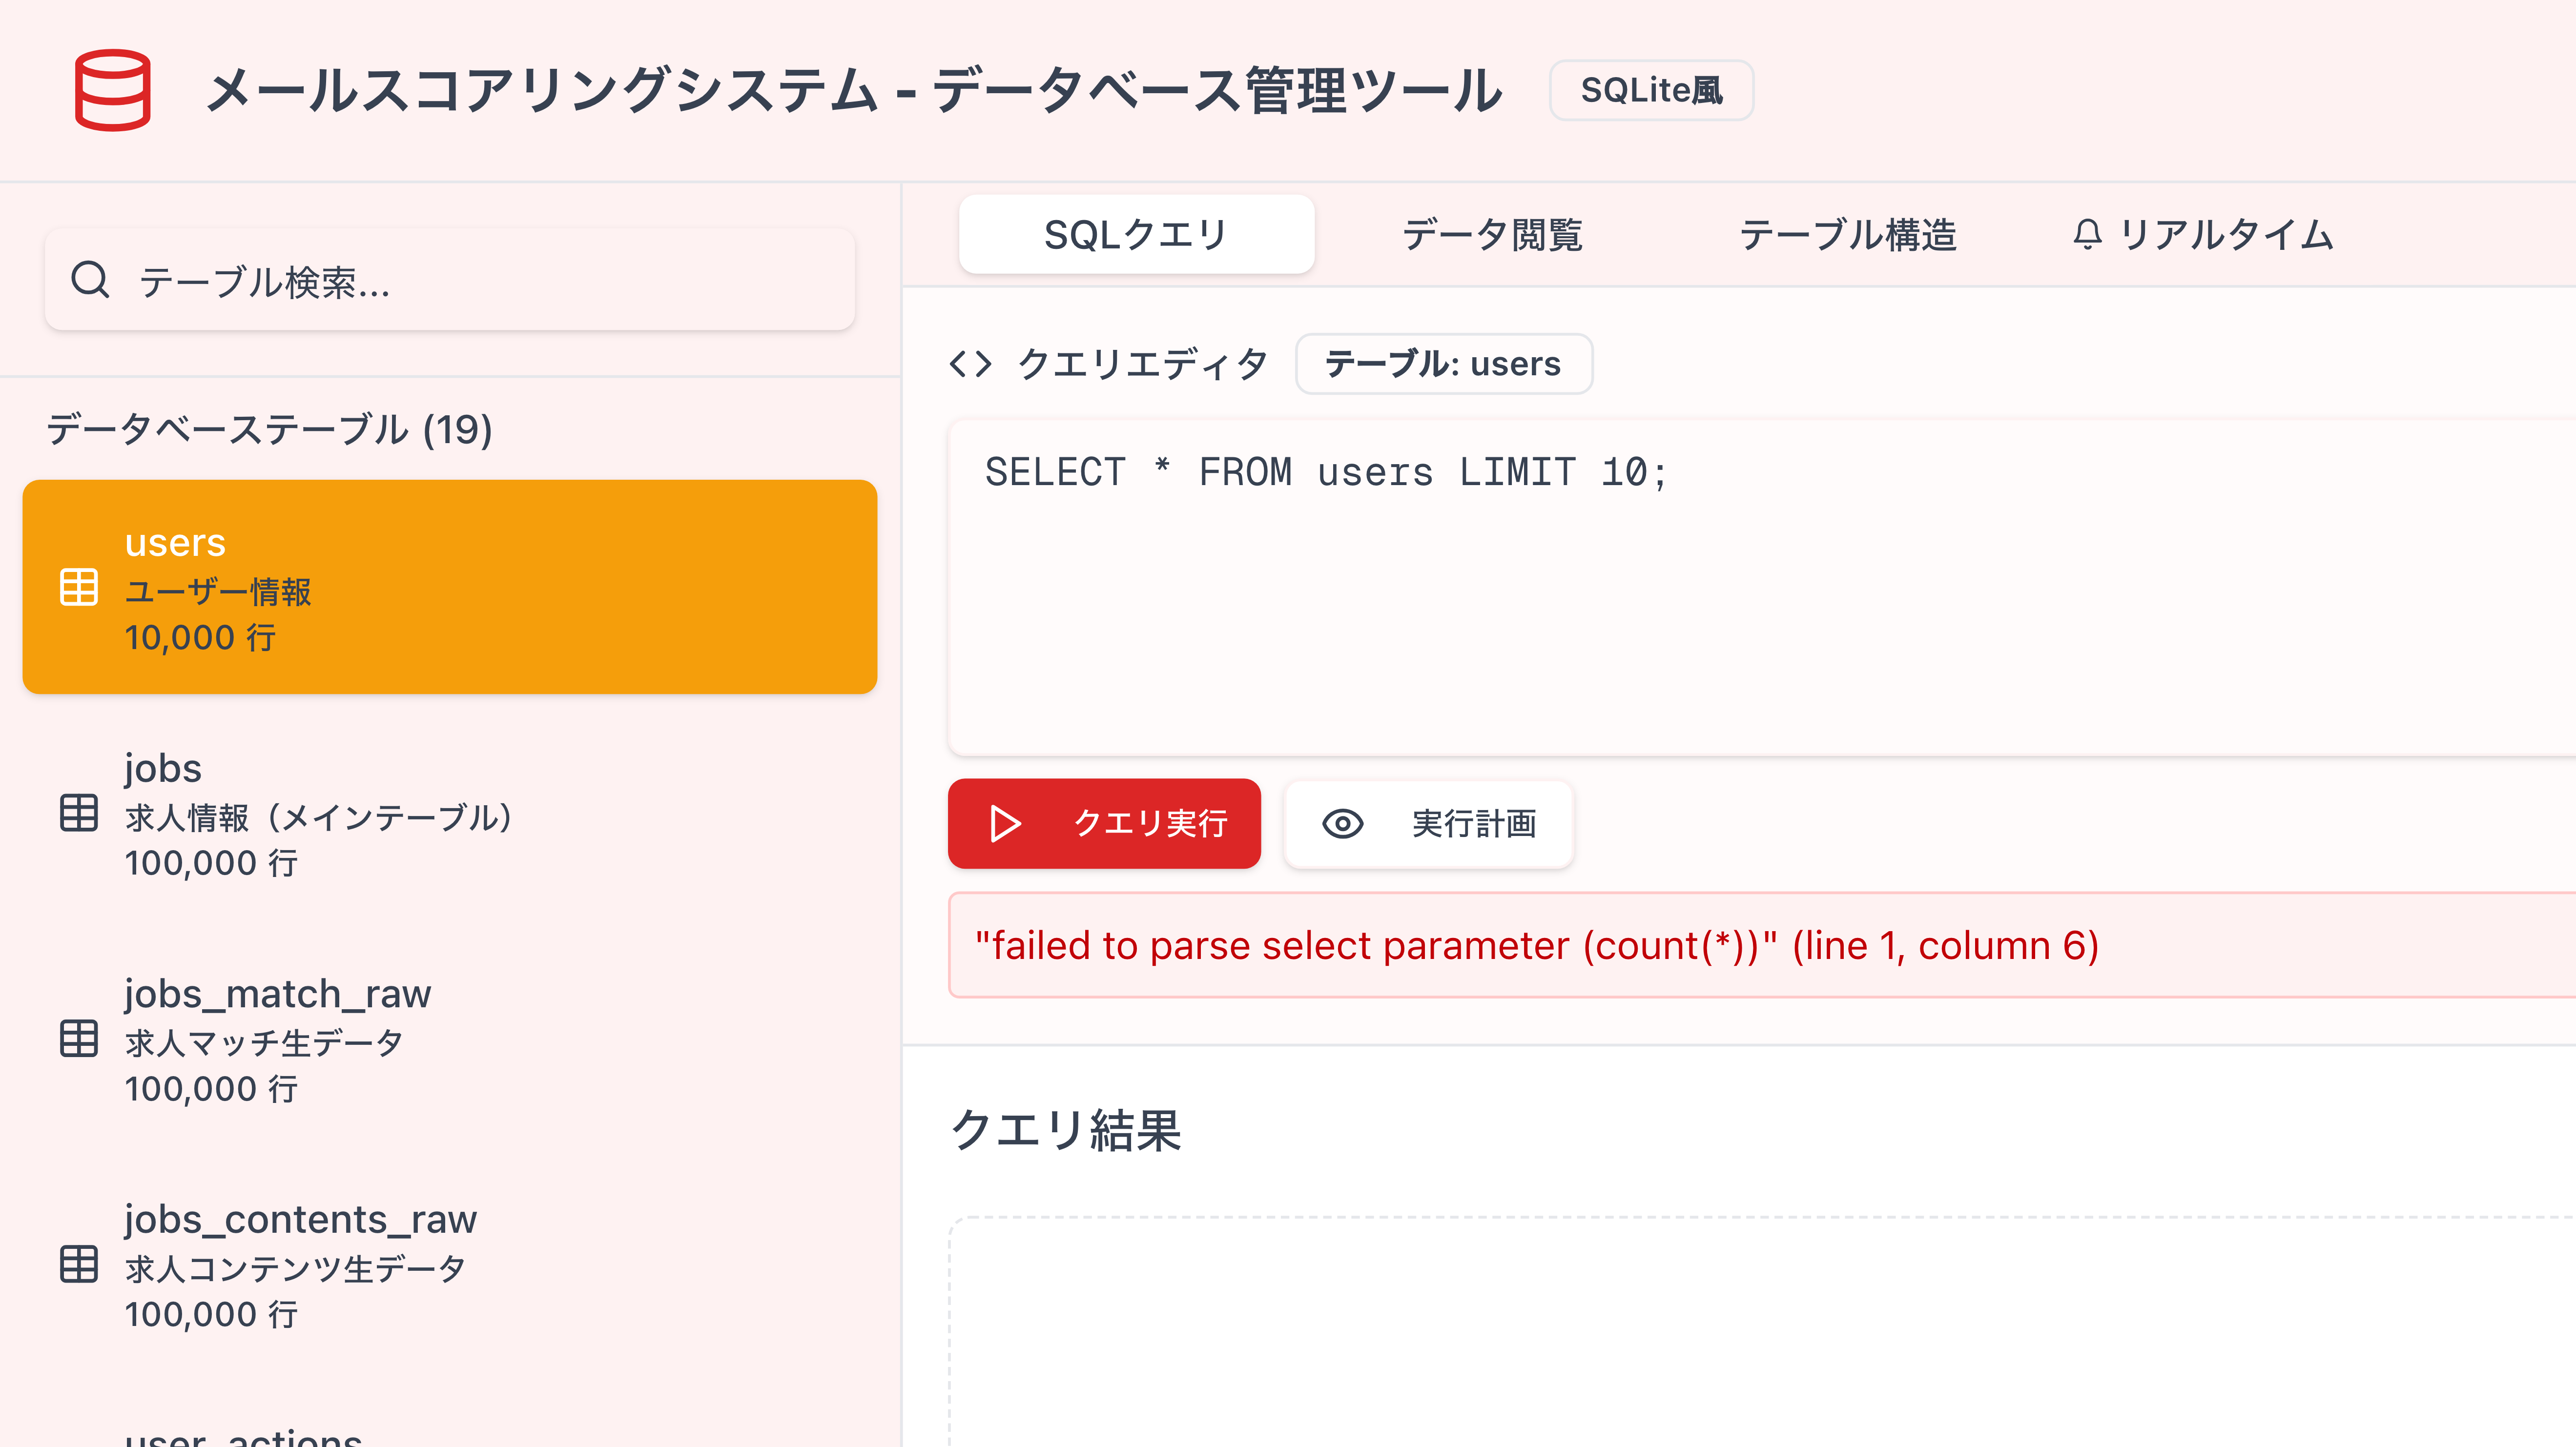 メールスコアリングシステム - データベース管理ツール
SQLite風
テーブル検索...
データベーステーブル (19)
users
ユーザー情報
10,000 行
jobs
求人情報（メインテーブル）
100,000 行
jobs_match_raw
求人マッチ生データ
100,000 行
jobs_contents_raw
求人コンテンツ生データ
100,000 行
user_actions
SQLクエリ
データ閲覧
テーブル構造
リアルタイム
クエリエディタ
テーブル: users
SELECT * FROM users LIMIT 10;
クエリ実行
実行計画
"failed to parse select parameter (count(*))" (line 1, column 6)
クエリ結果